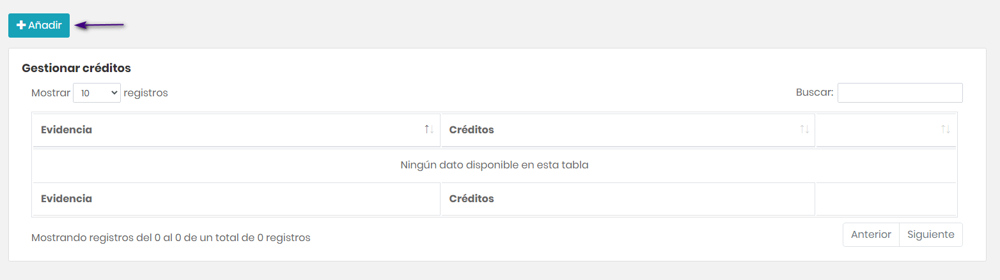 Añadir
Gestionar créditos
Mostrar 10 registros Buscar:
Evidencia Créditos
Ningún dato disponible en esta tabla
Evidencia Créditos
Mostrando registros del 0 al 0 de un total de 0 registros Anterior Siguiente